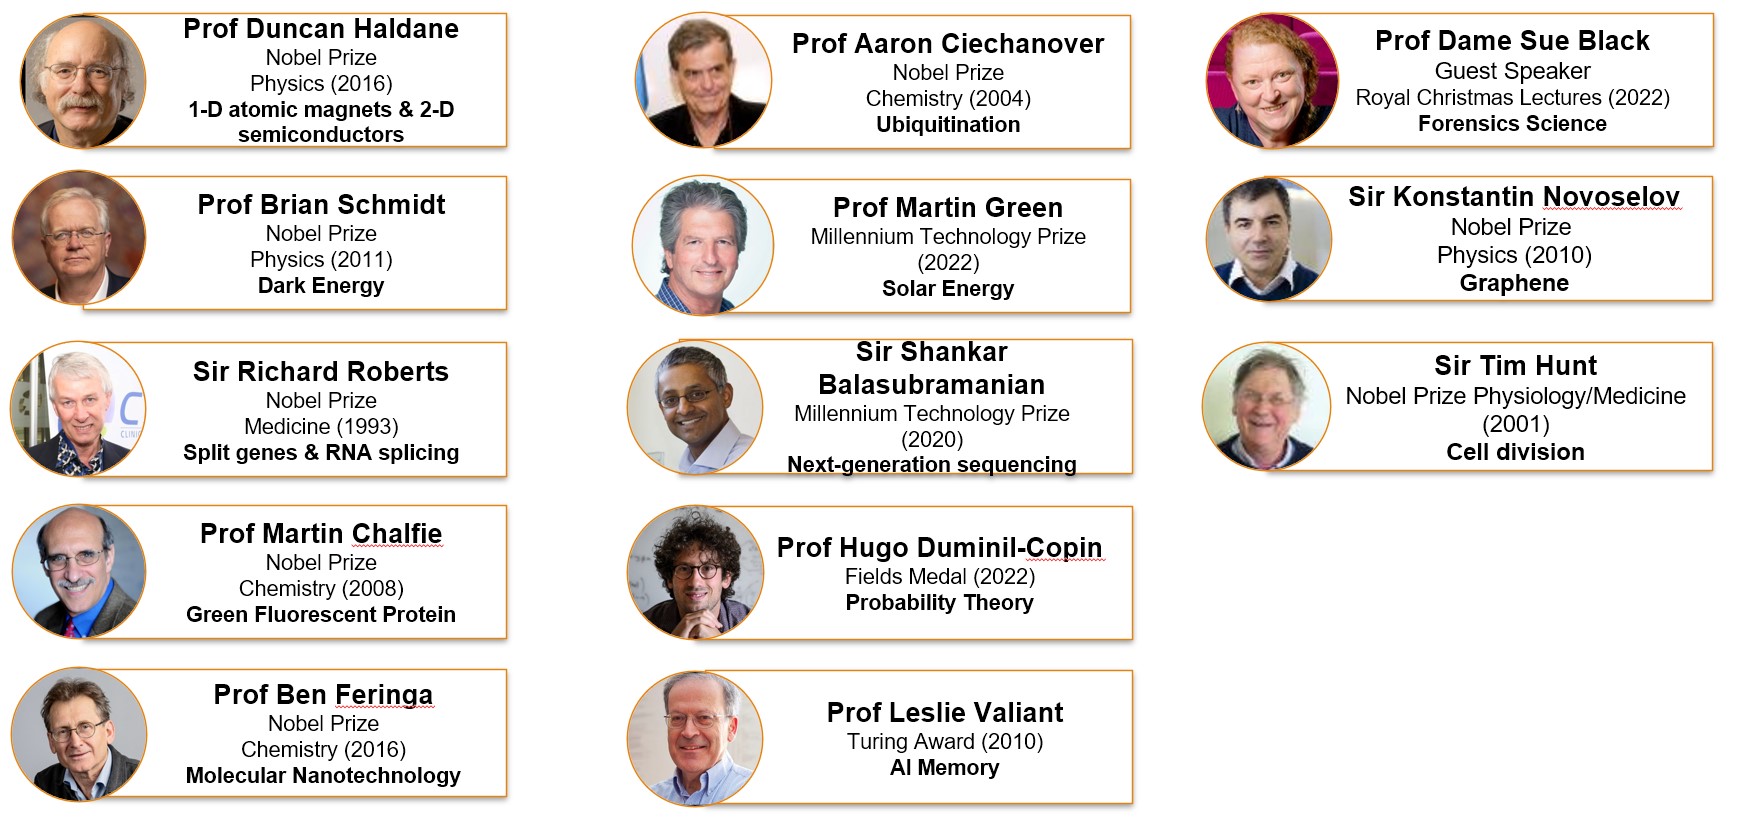 Prof Duncan Haldane
Nobel Prize
Physics (2016)
1-D atomic magnets & 2-D
semiconductors
Prof Brian Schmidt
Nobel Prize
Physics (2011)
Dark Energy
Sir Richard Roberts
Nobel Prize
Medicine (1993)
Split genes & RNA splicing
Prof Martin Chalfie
Nobel Prize
Chemistry (2008)
Green Fluorescent Protein
Prof Ben Feringa
Nobel Prize
Chemistry (2016)
Molecular Nanotechnology
Prof Aaron Ciechanover
Nobel Prize
Chemistry (2004)
Ubiquitination
Prof Martin Green
Millennium Technology Prize
(2022)
Solar Energy
Sir Shankar
Balasubramanian
Millennium Technology Prize
(2020)
Next-generation sequencing
Prof Hugo Duminil-Copin
Fields Medal (2022)
Probability Theory
Prof Leslie Valiant
Turing Award (2010)
AI Memory
Prof Dame Sue Black
Guest Speaker
Royal Christmas Lectures (2022)
Forensics Science
Sir Konstantin Novoselov
Nobel Prize
Physics (2010)
Graphene
Sir Tim Hunt
Nobel Prize Physiology/Medicine
(2001)
Cell division